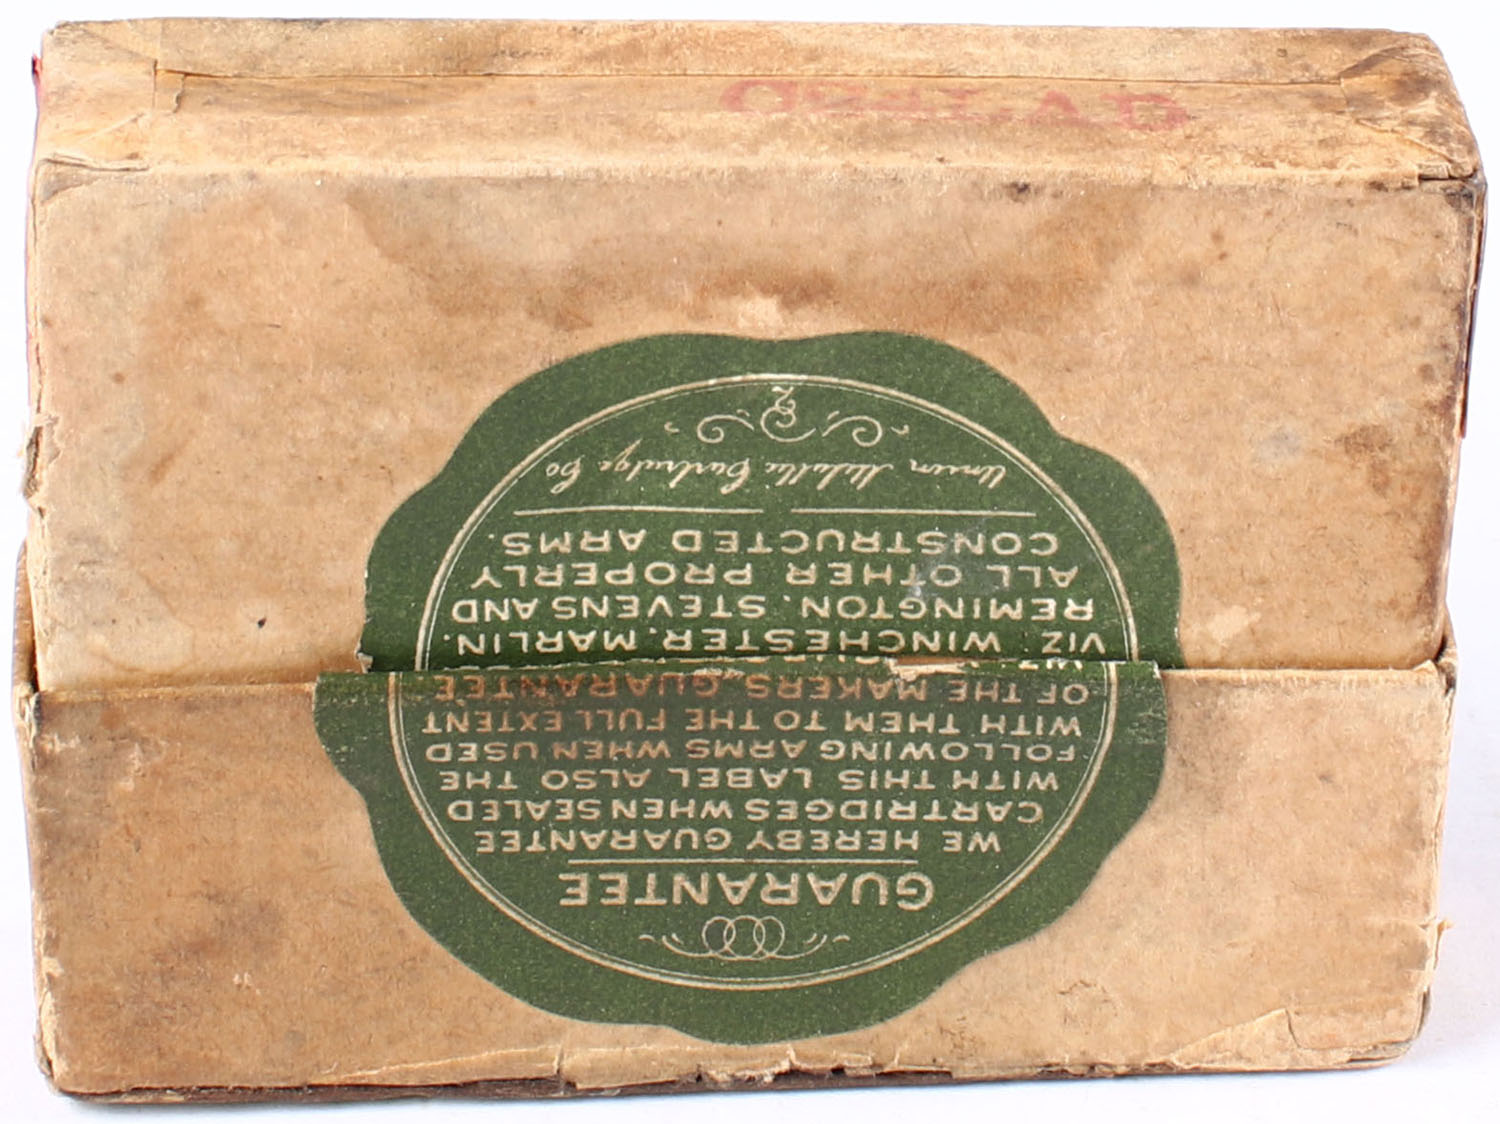 GUARANTEE
WE HEREBY GUARANTEE
CARTRIDGES WHEN SEALED
WITH THIS LABEL ALSO THE
FOLLOWING ARMS WHEN USED
WITH THEM TO THE FULL EXTENT
OF THE MAKERS GUARANTEE
VIZ: WINCHESTER, MARLIN,
REMINGTON, STEVENS AND
ALL OTHER PROPERLY
CONSTRUCTED ARMS.
Union Metallic Cartridge Co